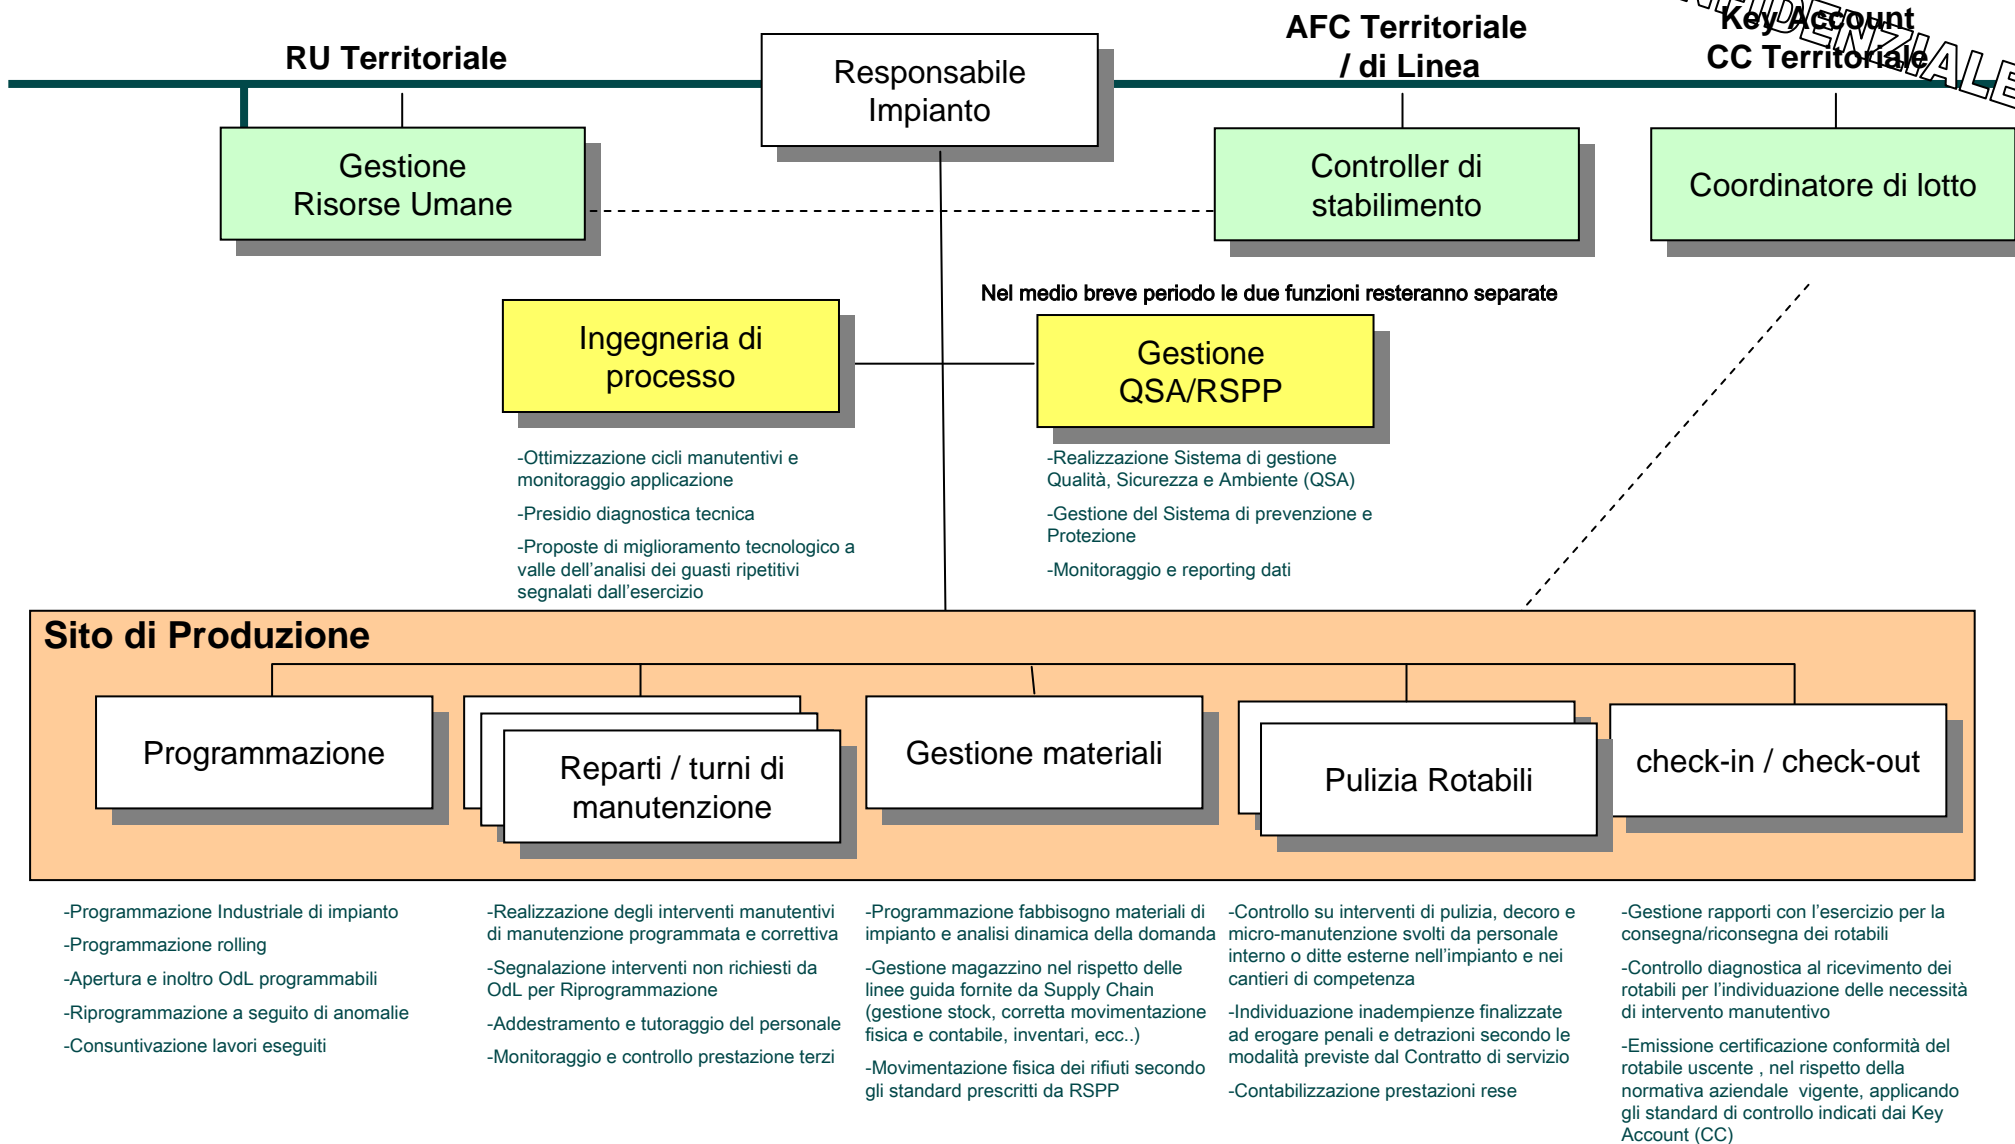 RU Territoriale
Responsabile
Impianto
AFC Territoriale
/ di Linea
Key Account
CC Territoriale
Gestione
Risorse Umane
Controller di
stabilimento
Coordinatore di lotto
Nel medio breve periodo le due funzioni resteranno separate
Ingegneria di
processo
Gestione
QSA/RSPP
-Ottimizzazione cicli manutentivi e
monitoraggio applicazione
-Presidio diagnostica tecnica
-Proposte di miglioramento tecnologico a
valle dell'analisi dei guasti ripetitivi
segnalati dall'esercizio
-Realizzazione Sistema di gestione
Qualità, Sicurezza e Ambiente (QSA)
-Gestione del Sistema di prevenzione e
Protezione
-Monitoraggio e reporting dati
Sito di Produzione
Programmazione
Reparti / turni di
manutenzione
Gestione materiali
Pulizia Rotabili
check-in / check-out
-Programmazione Industriale di impianto
-Programmazione rolling
-Apertura e inoltro OdL programmabili
-Riprogrammazione a seguito di anomalie
-Consuntivazione lavori eseguiti
-Realizzazione degli interventi manutentivi
di manutenzione programmata e correttiva
-Segnalazione interventi non richiesti da
OdL per Riprogrammazione
-Addestramento e tutoraggio del personale
-Monitoraggio e controllo prestazione terzi
-Programmazione fabbisogno materiali di
impianto e analisi dinamica della domanda
-Gestione magazzino nel rispetto delle
linee guida fornite da Supply Chain
(gestione stock, corretta movimentazione
fisica e contabile, inventari, ecc..)
-Movimentazione fisica dei rifiuti secondo
gli standard prescritti da RSPP
-Controllo su interventi di pulizia, decoro e
micro-manutenzione svolti da personale
interno o ditte esterne nell'impianto e nei
cantieri di competenza
-Individuazione inadempienze finalizzate
ad erogare penali e detrazioni secondo le
modalità previste dal Contratto di servizio
-Contabilizzazione prestazioni rese
-Gestione rapporti con l'esercizio per la
consegna/riconsegna dei rotabili
-Controllo diagnostica al ricevimento dei
rotabili per l'individuazione delle necessità
di intervento manutentivo
-Emissione certificazione conformità del
rotabile uscente , nel rispetto della
normativa aziendale vigente, applicando
gli standard di controllo indicati dai Key
Account (CC)